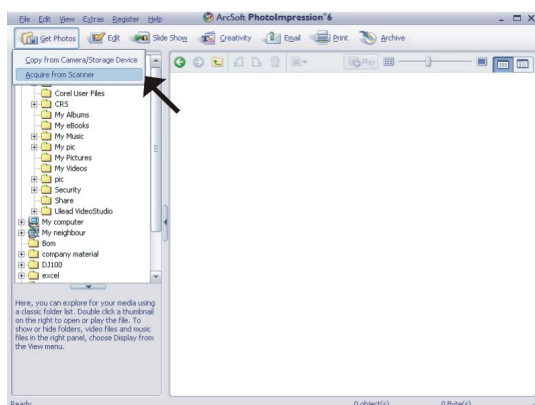 File Edit View Extras Register Help
ArcSoft PhotoImpression®6
Get Photos Edit Slide Show Creativity Email Print Archive
Copy from Camera/Storage Device
Acquire from Scanner
Play
Corel User Files
CRS
My Albums
My eBooks
My Music
My pic
My Pictures
My Videos
pic
Security
Share
Ulead VideoStudio
My computer
My neighbour
Bom
company material
DJ100
excel
Here, you can explore for your media using
a classic folder list. Double click a thumbnail
on the right to open or play the file. To
show or hide folders, video files and music
files in the right panel, choose Display from
the View menu.
Ready 0 object(s) 0 Byte(s)